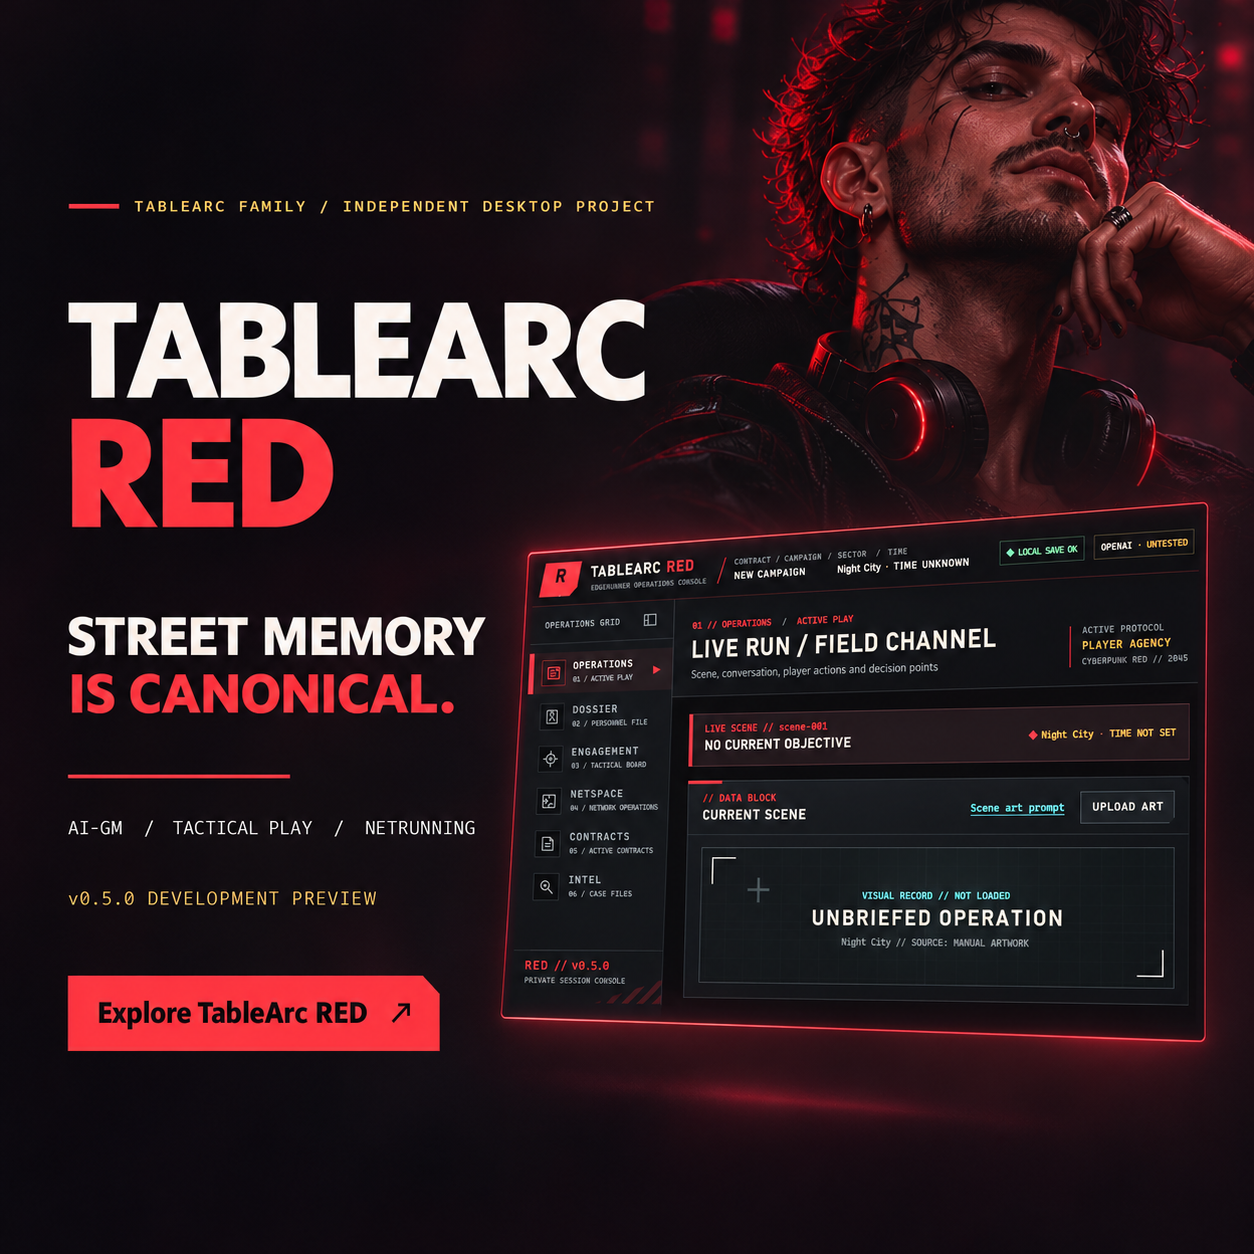 TABLEARC FAMILY / INDEPENDENT DESKTOP PROJECT
TABLEARC
RED
STREET MEMORY
IS CANONICAL.
AI-GM / TACTICAL PLAY / NETRUNNING
v0.5.0 DEVELOPMENT PREVIEW
Explore TableArc RED ↗
R
TABLEARC RED
EDGERUNNER OPERATIONS CONSOLE
CONTRACT / CAMPAIGN / SECTOR / TIME
NEW CAMPAIGN Night City · TIME UNKNOWN
LOCAL SAVE OK
OPENAI · UNTESTED
OPERATIONS GRID
OPERATIONS
01 / ACTIVE PLAY
DOSSIER
02 / PERSONNEL FILE
ENGAGEMENT
03 / TACTICAL BOARD
NETSPACE
04 / NETWORK OPERATIONS
CONTRACTS
05 / ACTIVE CONTRACTS
INTEL
06 / CASE FILES
RED // v0.5.0
PRIVATE SESSION CONSOLE
01 // OPERATIONS / ACTIVE PLAY
LIVE RUN / FIELD CHANNEL
Scene, conversation, player actions and decision points
ACTIVE PROTOCOL
PLAYER AGENCY
CYBERPUNK RED // 2045
LIVE SCENE // scene-001
NO CURRENT OBJECTIVE
Night City · TIME NOT SET
// DATA BLOCK
CURRENT SCENE
Scene art prompt
UPLOAD ART
VISUAL RECORD // NOT LOADED
UNBRIEFED OPERATION
Night City // SOURCE: MANUAL ARTWORK